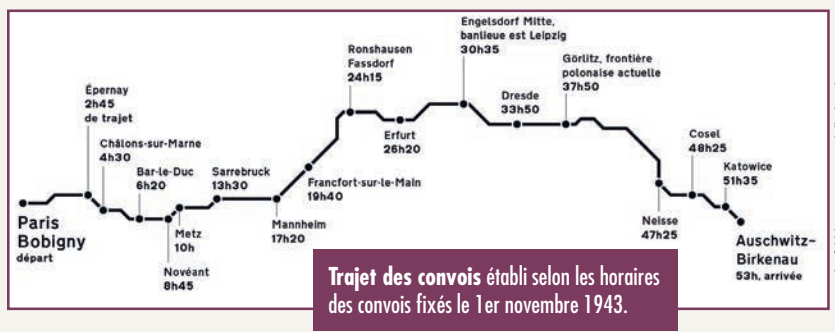 Paris
Bobigny
départ
Épernay
2h45
de trajet
Châlons-sur-Marne
4h30
Bar-le-Duc
6h20
Novéant
8h45
Metz
10h
Sarrebruck
13h30
Mannheim
17h20
Francfort-sur-le-Main
19h40
Ronshausen
Fassdorf
24h15
Erfurt
26h20
Engelsdorf Mitte,
banlieue est Leipzig
30h35
Dresde
33h50
Görlitz, frontière
polonaise actuelle
37h50
Neisse
47h25
Cosel
48h25
Katowice
51h35
Auschwitz-
Birkenau
53h, arrivée
Trajet des convois établi selon les horaires
des convois fixés le 1er novembre 1943.